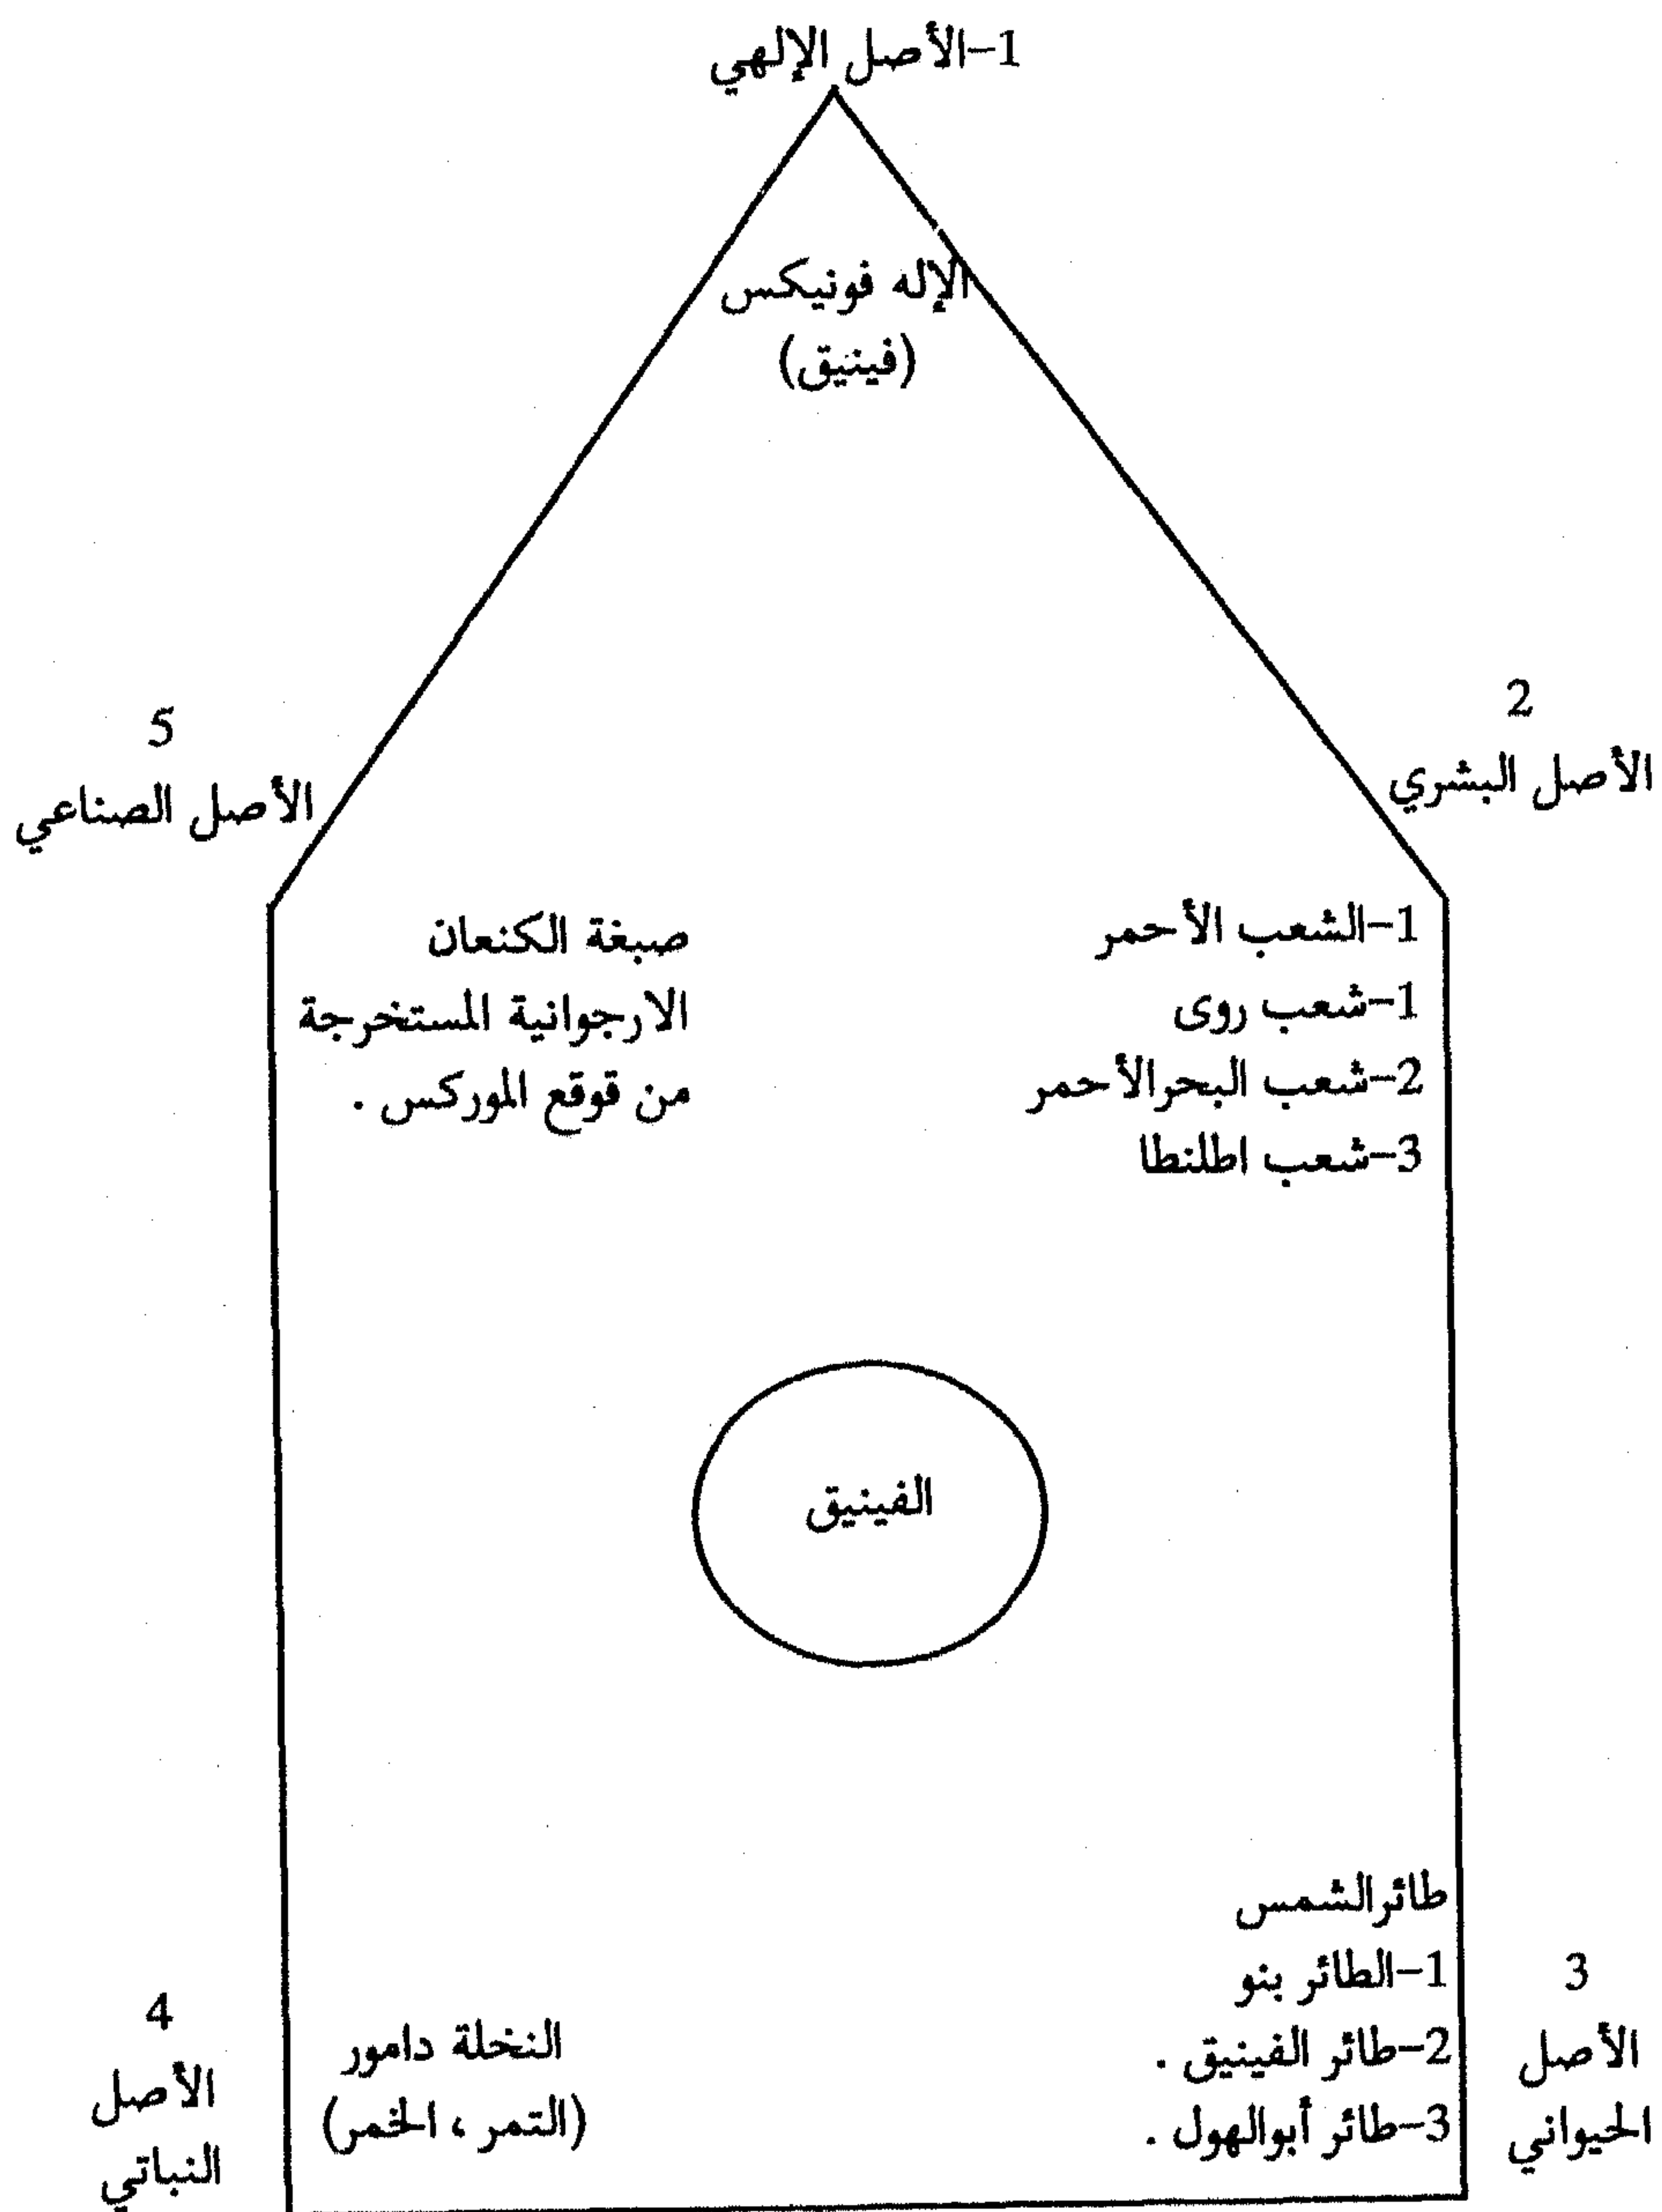 1-الأصل الإلهي
الإله فونيكس
(فينيق)
2
الأصل البشري
1-الشعب الأحمر
1-شعب روى
2-شعب البحرالأحمر
3-شعب اطلنطا
5
الأصل الصناعي
صبغة الكنعان
الارجوانية المستخرجة
من قوقع الموركس .
الفينيق
طائرالشمس
1-الطائر بنو
2-طائر الفينيق .
3-طائر أبوالهول .
3
الأصل
الحيواني
4
الأصل
النباتي
النخلة دامور
(التمر ، الخمر)